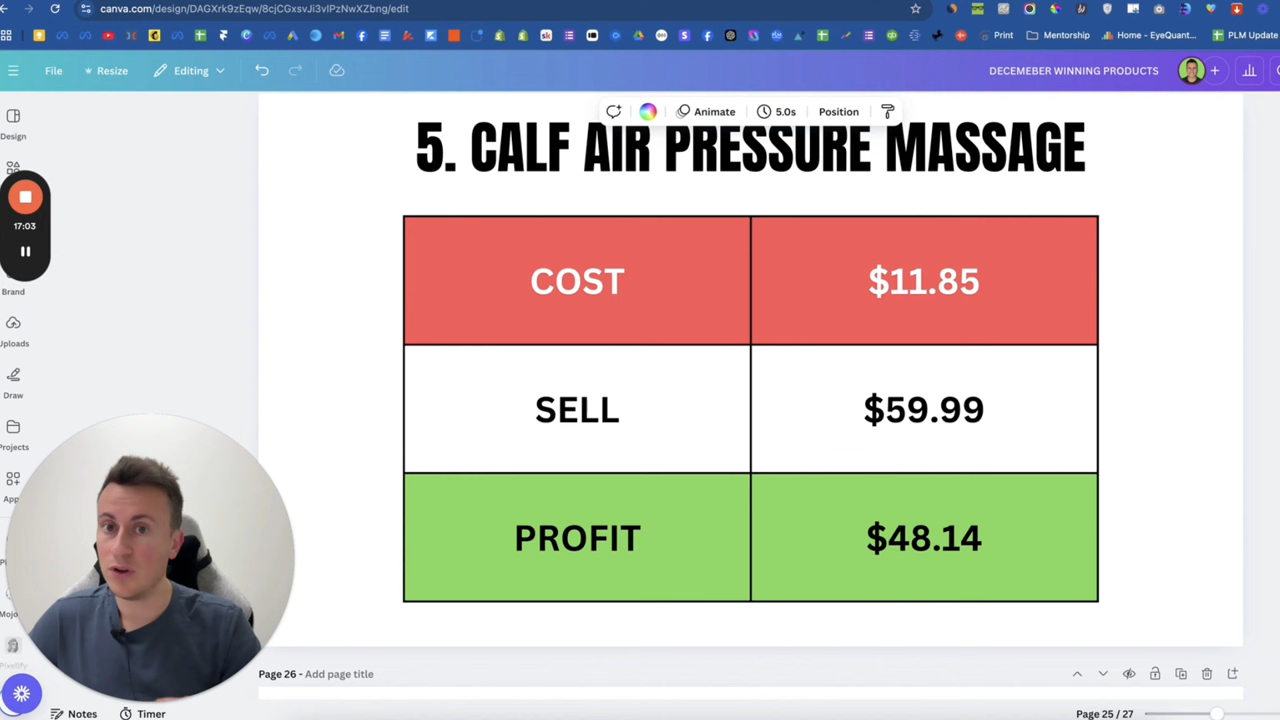 canva.com/design/DAGXrk9zEqw/8cjCGxsvJi3vlPzNwXZbng/edit
Print
Mentorship
Home - EyeQuant...
PLM Update
File
Resize
Editing
DECEMEBER WINNING PRODUCTS
Animate
5.0s
Position
Design
17:03
Brand
Uploads
Draw
Projects
5. CALF AIR PRESSURE MASSAGE
COST
$11.85
SELL
$59.99
PROFIT
$48.14
Page 26 - Add page title
Notes
Timer
Page 25 / 27